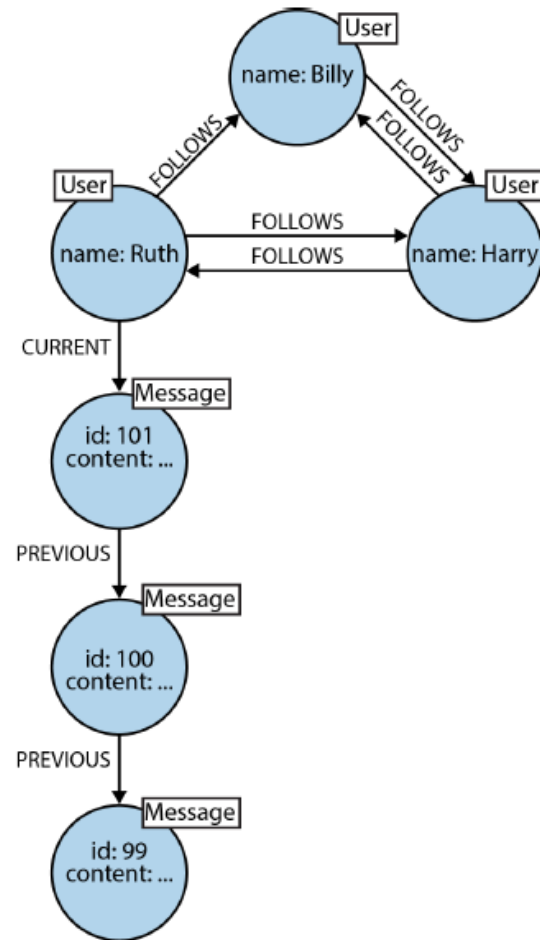 User
name: Billy
FOLLOWS
FOLLOWS
FOLLOWS
User
User
name: Ruth
FOLLOWS
FOLLOWS
name: Harry
CURRENT
Message
id: 101
content: ...
PREVIOUS
Message
id: 100
content: ...
PREVIOUS
Message
id: 99
content: ...